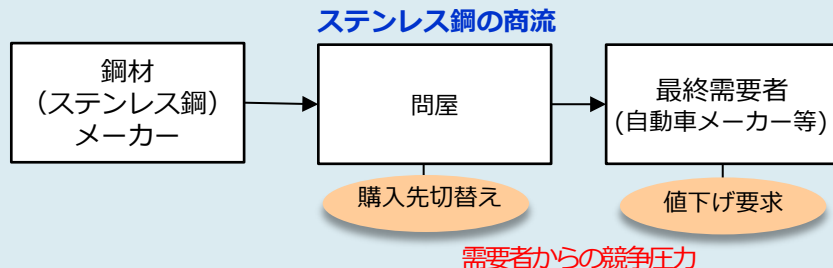 ステンレス鋼の商流
鋼材
（ステンレス鋼）
メーカー
問屋
最終需要者
(自動車メーカー等)
購入先切替え
値下げ要求
需要者からの競争圧力